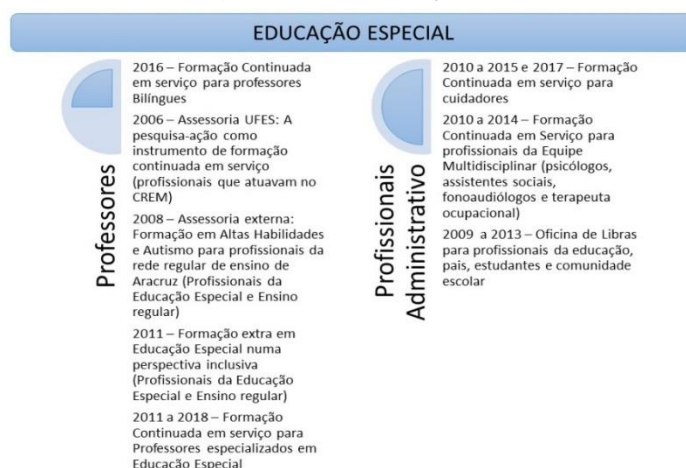 EDUCAÇÃO ESPECIAL
Professores
2016 – Formação Continuada
em serviço para professores
Bilíngues
2006 – Assessoria UFES: A
pesquisa-ação como
instrumento de formação
continuada em serviço
(profissionais que atuavam no
CREM)
2008 – Assessoria externa:
Formação em Altas Habilidades
e Autismo para profissionais da
rede regular de ensino de
Aracruz (Profissionais da
Educação Especial e Ensino
regular)
2011 – Formação extra em
Educação Especial numa
perspectiva inclusiva
(Profissionais da Educação
Especial e Ensino regular)
2011 a 2018 – Formação
Continuada em serviço para
Professores especializados em
Educação Especial
Profissionais
Administrativo
2010 a 2015 e 2017 – Formação
Continuada em serviço para
cuidadores
2010 a 2014 – Formação
Continuada em Serviço para
profissionais da Equipe
Multidisciplinar (psicólogos,
assistentes sociais,
fonoaudiólogos e terapeuta
ocupacional)
2009 a 2013 – Oficina de Libras
para profissionais da educação,
pais, estudantes e comunidade
escolar